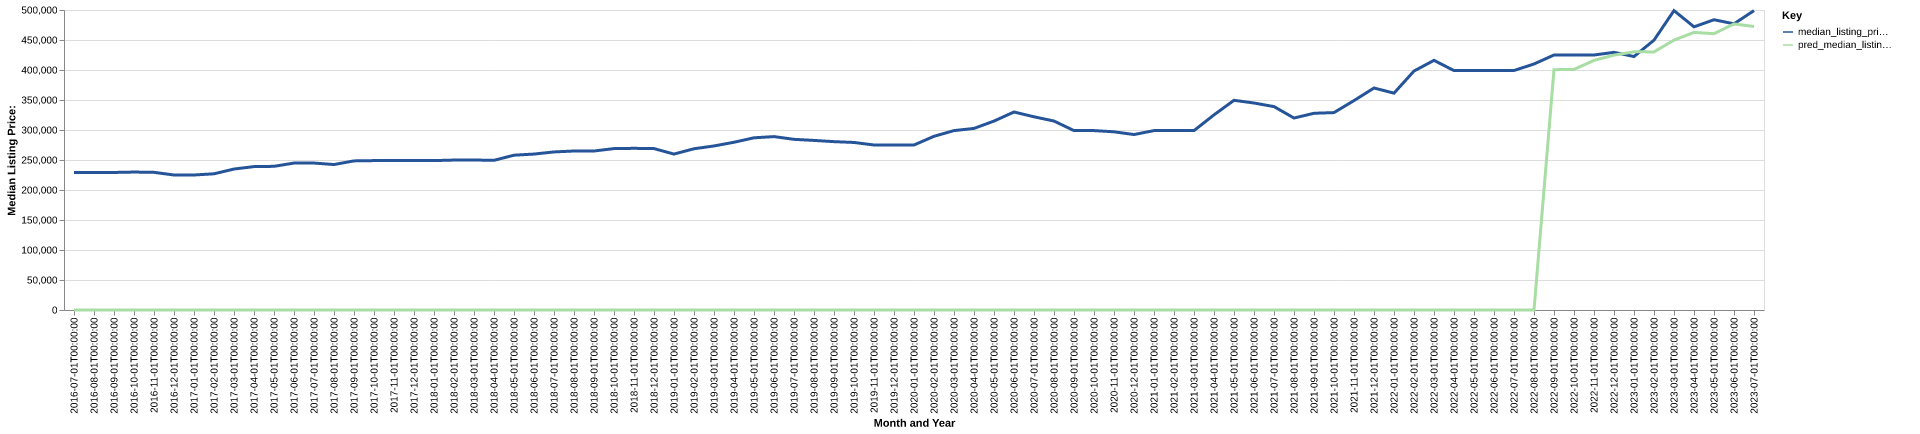 500,000
450,000
400,000
350,000
300,000
250,000
200,000
150,000
100,000
50,000
0
Median Listing Price:
2016-07-01T00:00:00
2016-08-01T00:00:00
2016-09-01T00:00:00
2016-10-01T00:00:00
2016-11-01T00:00:00
2016-12-01T00:00:00
2017-01-01T00:00:00
2017-02-01T00:00:00
2017-03-01T00:00:00
2017-04-01T00:00:00
2017-05-01T00:00:00
2017-06-01T00:00:00
2017-07-01T00:00:00
2017-08-01T00:00:00
2017-09-01T00:00:00
2017-10-01T00:00:00
2017-11-01T00:00:00
2017-12-01T00:00:00
2018-01-01T00:00:00
2018-02-01T00:00:00
2018-03-01T00:00:00
2018-04-01T00:00:00
2018-05-01T00:00:00
2018-06-01T00:00:00
2018-07-01T00:00:00
2018-08-01T00:00:00
2018-09-01T00:00:00
2018-10-01T00:00:00
2018-11-01T00:00:00
2018-12-01T00:00:00
2019-01-01T00:00:00
2019-02-01T00:00:00
2019-03-01T00:00:00
2019-04-01T00:00:00
2019-05-01T00:00:00
2019-06-01T00:00:00
2019-07-01T00:00:00
2019-08-01T00:00:00
2019-09-01T00:00:00
2019-10-01T00:00:00
2019-11-01T00:00:00
2019-12-01T00:00:00
2020-01-01T00:00:00
2020-02-01T00:00:00
2020-03-01T00:00:00
2020-04-01T00:00:00
2020-05-01T00:00:00
2020-06-01T00:00:00
2020-07-01T00:00:00
2020-08-01T00:00:00
2020-09-01T00:00:00
2020-10-01T00:00:00
2020-11-01T00:00:00
2020-12-01T00:00:00
2021-01-01T00:00:00
2021-02-01T00:00:00
2021-03-01T00:00:00
2021-04-01T00:00:00
2021-05-01T00:00:00
2021-06-01T00:00:00
2021-07-01T00:00:00
2021-08-01T00:00:00
2021-09-01T00:00:00
2021-10-01T00:00:00
2021-11-01T00:00:00
2021-12-01T00:00:00
2022-01-01T00:00:00
2022-02-01T00:00:00
2022-03-01T00:00:00
2022-04-01T00:00:00
2022-05-01T00:00:00
2022-06-01T00:00:00
2022-07-01T00:00:00
2022-08-01T00:00:00
2022-09-01T00:00:00
2022-10-01T00:00:00
2022-11-01T00:00:00
2022-12-01T00:00:00
2023-01-01T00:00:00
2023-02-01T00:00:00
2023-03-01T00:00:00
2023-04-01T00:00:00
2023-05-01T00:00:00
2023-06-01T00:00:00
2023-07-01T00:00:00
Month and Year
Key
median_listing_pri…
pred_median_listin…